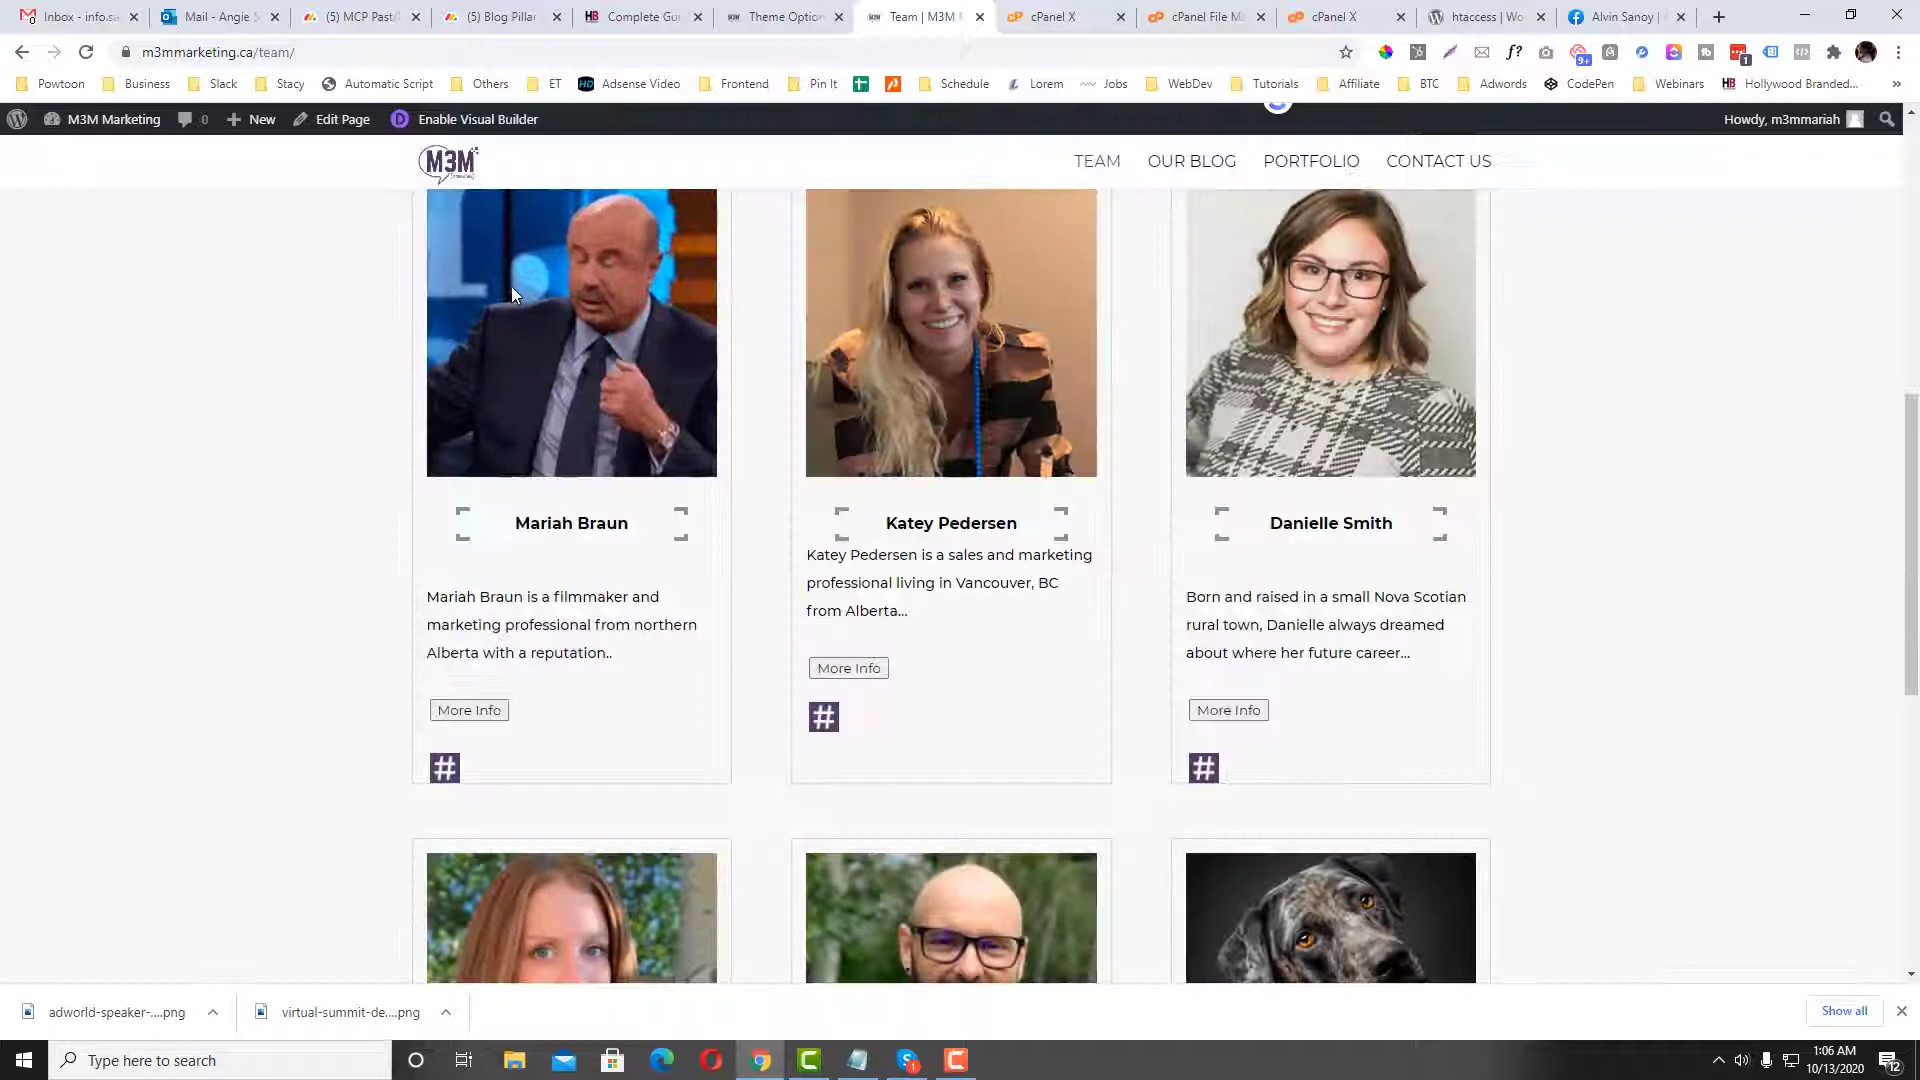 Inbox - info.sa
Mail - Angie S
(5) MCP Past/
(5) Blog Pillar
Complete Gui
Theme Option
Team | M3M
cPanel X
cPanel File M
cPanel X
htaccess | Wo
Alvin Sanoy |
m3mmarketing.ca/team/
Powtoon
Business
Slack
Stacy
Automatic Script
Others
ET
Adsense Video
Frontend
Pin It
Schedule
Lorem
Jobs
WebDev
Tutorials
Affiliate
BTC
Adwords
CodePen
Webinars
Hollywood Branded...
M3M Marketing
0
New
Edit Page
Enable Visual Builder
Howdy, m3mmariah
M3M
TEAM
OUR BLOG
PORTFOLIO
CONTACT US
Mariah Braun
Mariah Braun is a filmmaker and
marketing professional from northern
Alberta with a reputation..
More Info
#
Katey Pedersen
Katey Pedersen is a sales and marketing
professional living in Vancouver, BC
from Alberta...
More Info
#
Danielle Smith
Born and raised in a small Nova Scotian
rural town, Danielle always dreamed
about where her future career...
More Info
#
adworld-speaker-....png
virtual-summit-de....png
Show all
Type here to search
1:06 AM
10/13/2020
12